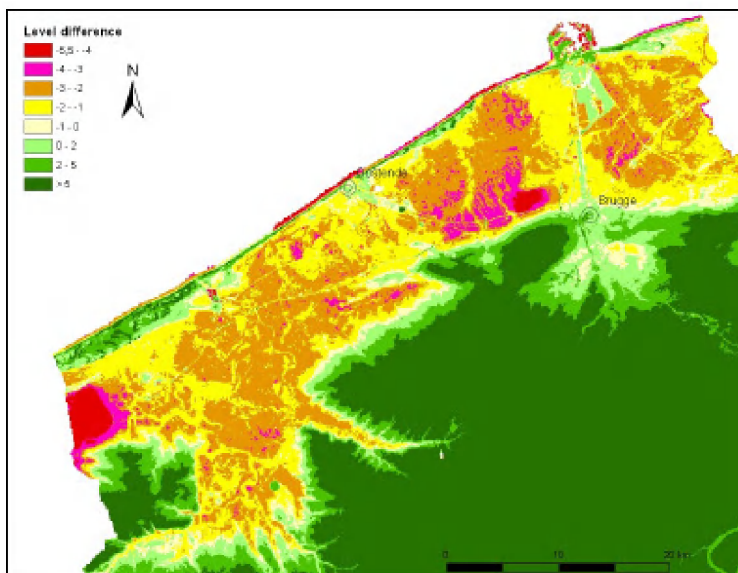 Level difference
-5,5 - -4
-4 - -3
-3 - -2
-2 - -1
-1 - 0
0 - 2
2 - 5
> 5
N
Oostende
Brugge
0
10
20 km